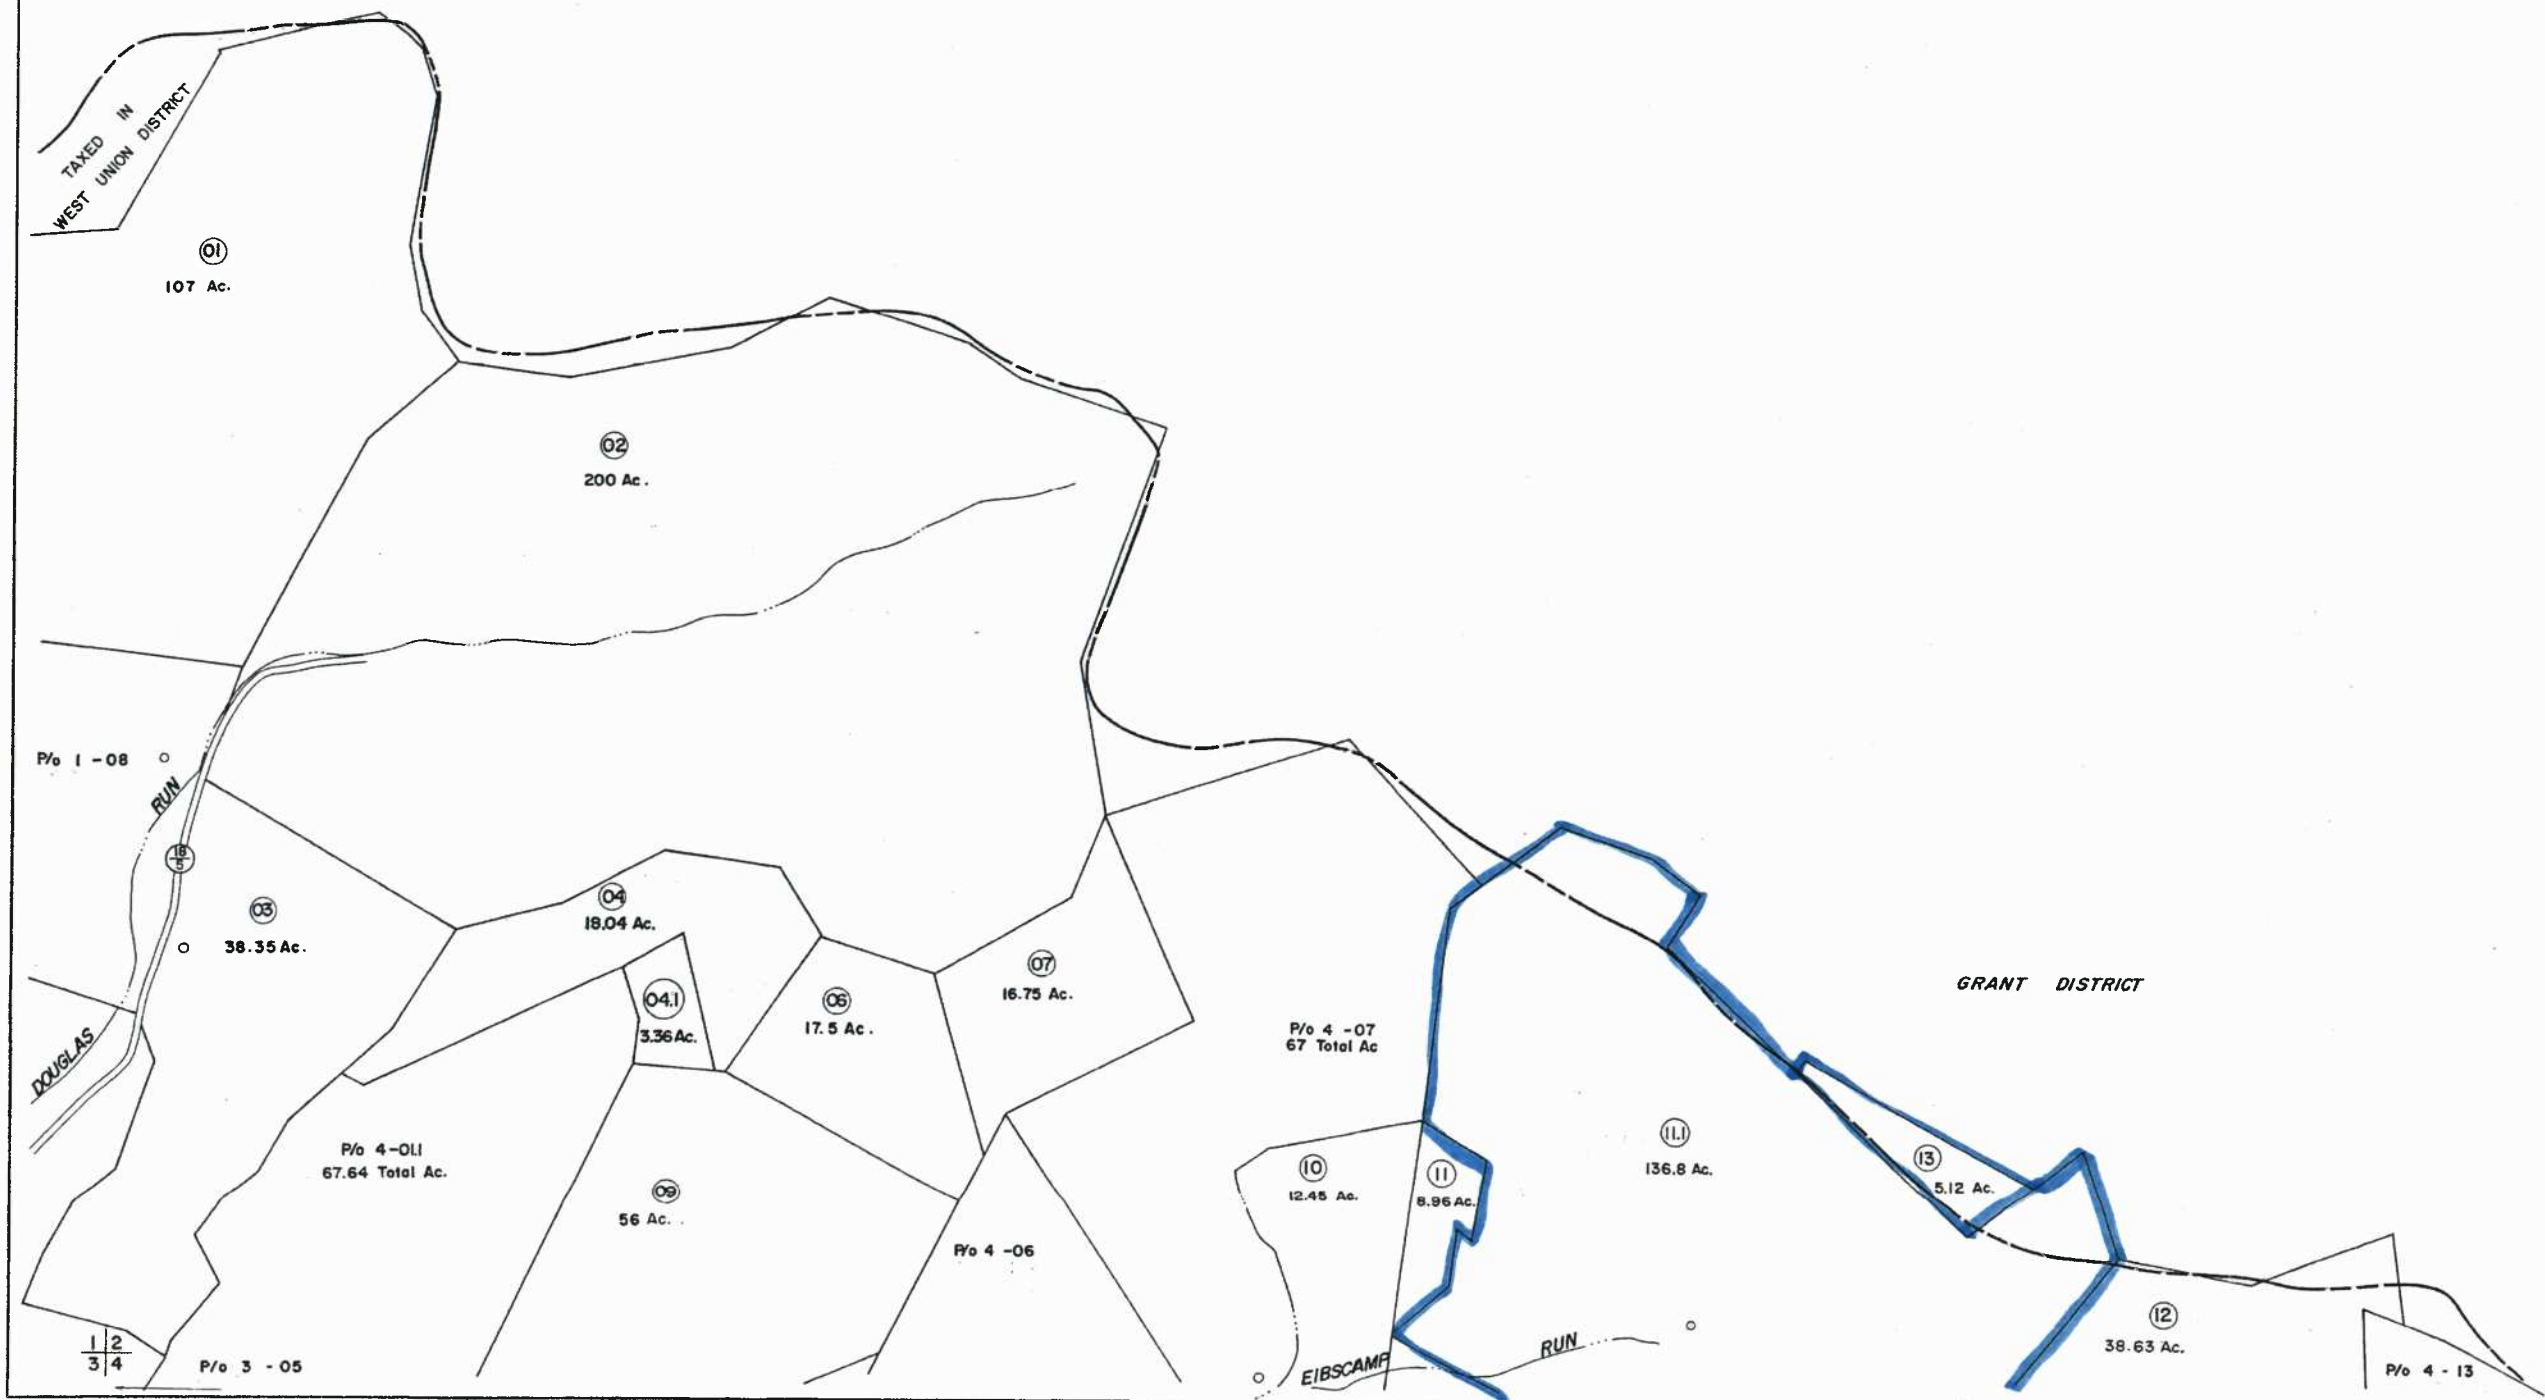 TAXED IN
WEST UNION DISTRICT
01
107 Ac.
02
200 Ac.
P/o 1 - 08
RUN
18
5
03
38.35 Ac.
04
18.04 Ac.
04.1
3.36 Ac.
06
17.5 Ac.
07
16.75 Ac.
GRANT DISTRICT
P/o 4 - 07
67 Total Ac
DOUGLAS
P/o 4-01.1
67.64 Total Ac.
09
56 Ac.
P/o 4 - 06
10
12.45 Ac.
11
8.96 Ac.
11.1
136.8 Ac.
13
5.12 Ac.
12
38.63 Ac.
1 2
3 4
P/o 3 - 05
EIBSCAMP RUN
P/o 4 - 13